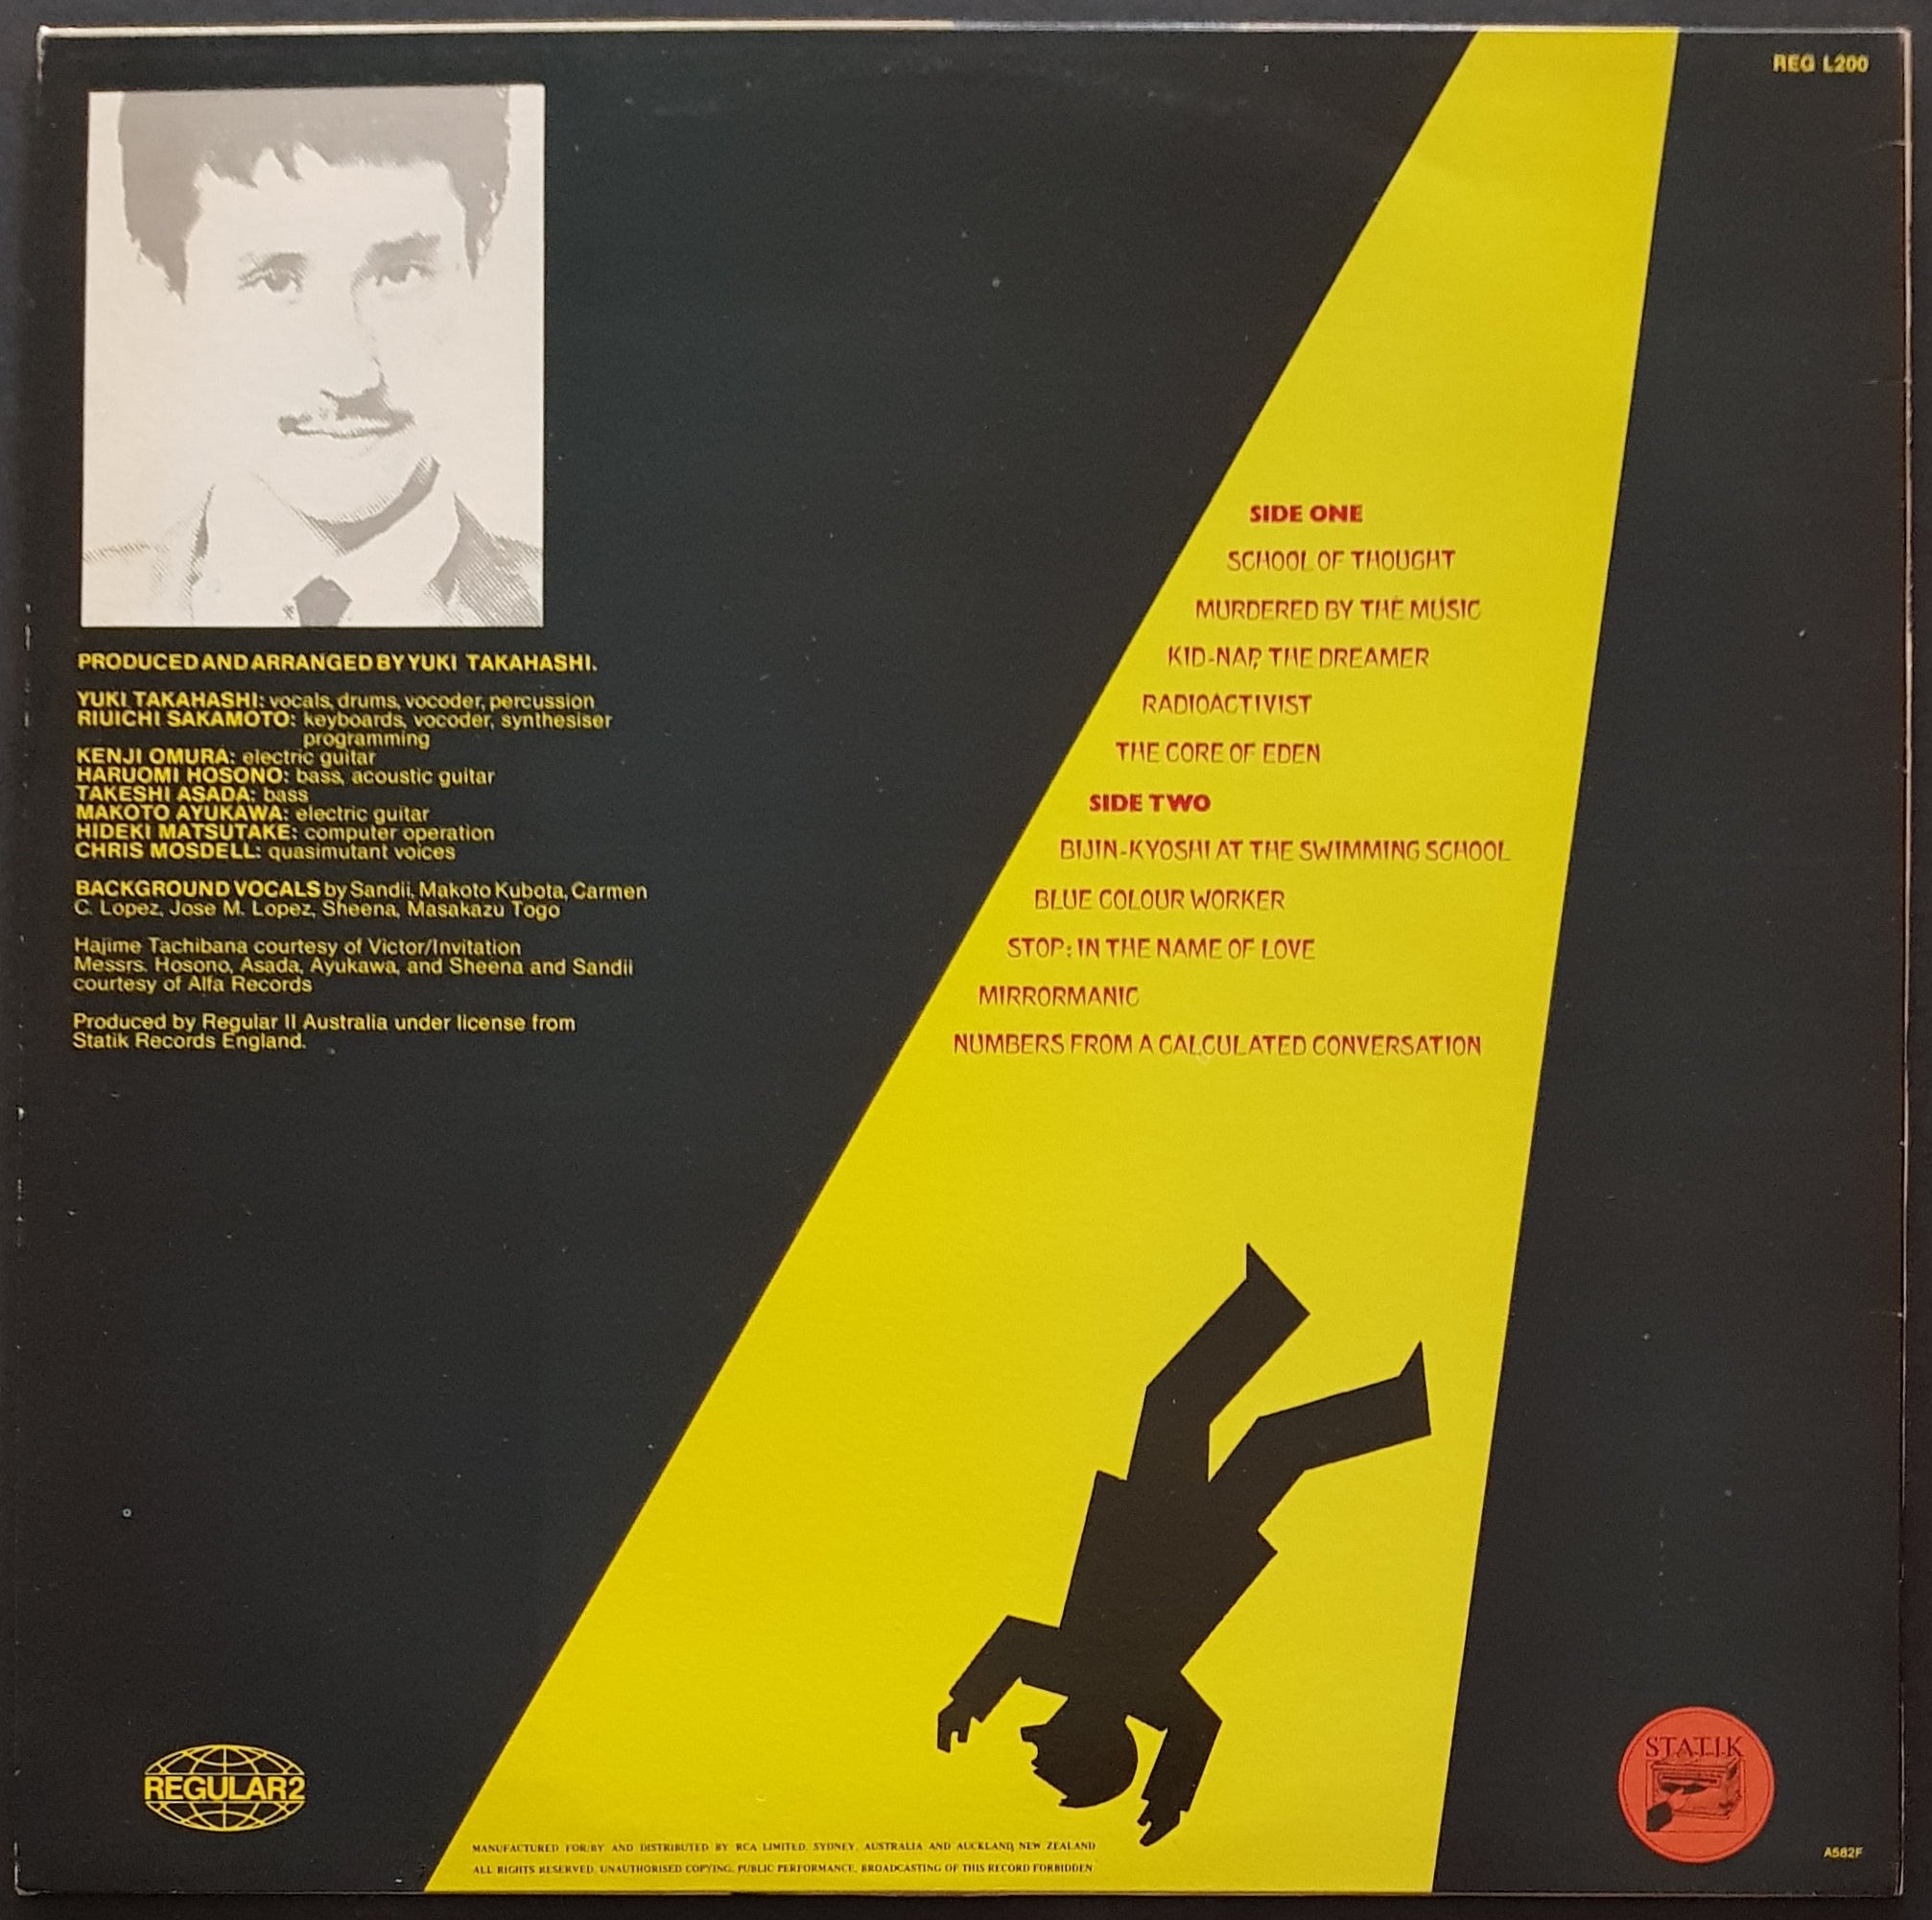 REG L200
PRODUCED AND ARRANGED BY YUKI TAKAHASHI.
YUKI TAKAHASHI: vocals, drums, vocoder, percussion
RIUICHI SAKAMOTO: keyboards, vocoder, synthesiser
programming
KENJI OMURA: electric guitar
HARUOMI HOSONO: bass, acoustic guitar
TAKESHI ASADA: bass
MAKOTO AYUKAWA: electric guitar
HIDEKI MATSUTAKE: computer operation
CHRIS MOSDELL: quasimutant voices
BACKGROUND VOCALS by Sandii, Makoto Kubota, Carmen
C. Lopez, Jose M. Lopez, Sheena, Masakazu Togo
Hajime Tachibana courtesy of Victor/Invitation
Messrs. Hosono, Asada, Ayukawa, and Sheena and Sandii
courtesy of Alfa Records
Produced by Regular II Australia under license from
Statik Records England.
SIDE ONE
SCHOOL OF THOUGHT
MURDERED BY THE MUSIC
KID-NAP, THE DREAMER
RADIOACTIVIST
THE CORE OF EDEN
SIDE TWO
BIJIN-KYOSHI AT THE SWIMMING SCHOOL
BLUE COLOUR WORKER
STOP: IN THE NAME OF LOVE
MIRRORMANIC
NUMBERS FROM A CALCULATED CONVERSATION
REGULAR2
STATIK
MANUFACTURED FOR/BY AND DISTRIBUTED BY RCA LIMITED, SYDNEY, AUSTRALIA AND AUCKLAND, NEW ZEALAND
ALL RIGHTS RESERVED. UNAUTHORISED COPYING, PUBLIC PERFORMANCE, BROADCASTING OF THIS RECORD FORBIDDEN
A582F